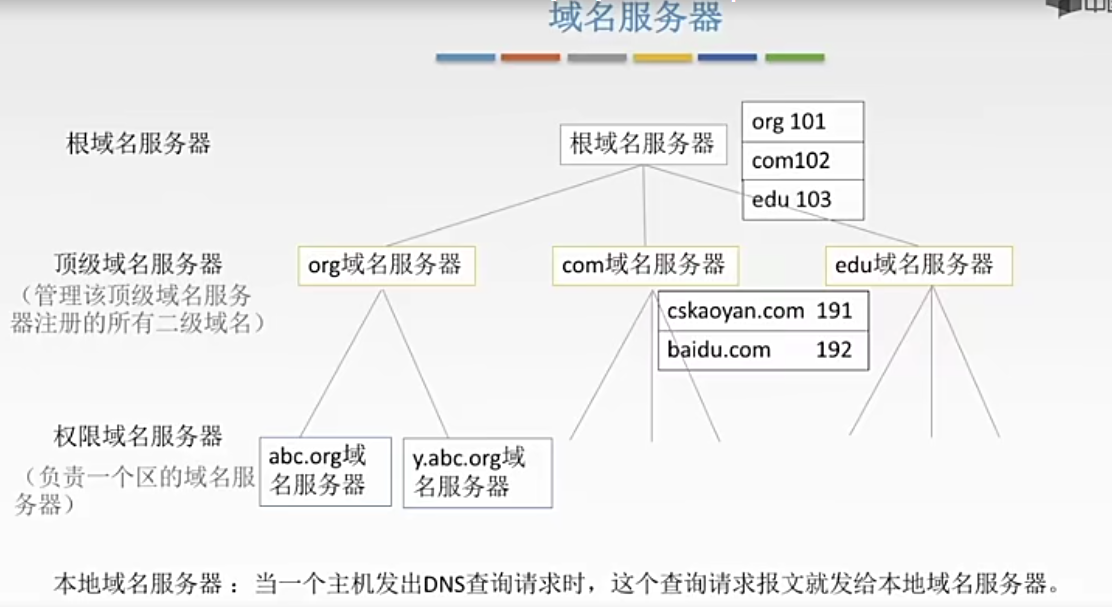 域名服务器
中国
根域名服务器
根域名服务器
org 101
com102
edu 103
顶级域名服务器
（管理该顶级域名服务
器注册的所有二级域名）
org域名服务器
com域名服务器
edu域名服务器
cskaoyan.com 191
baidu.com 192
权限域名服务器
（负责一个区的域名服
务器）
abc.org域
名服务器
y.abc.org域
名服务器
本地域名服务器：当一个主机发出DNS查询请求时，这个查询请求报文就发给本地域名服务器。